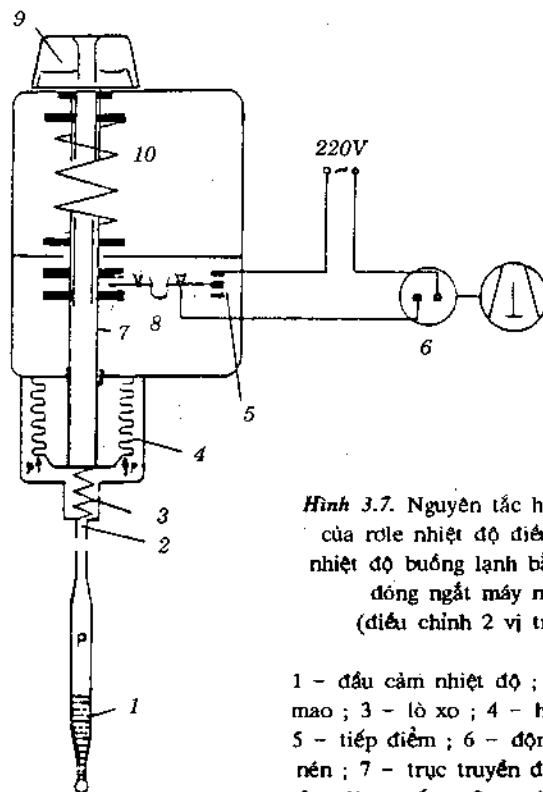 9
10
220V
7
8
5
6
4
p
p
3
2
p
1
Hình 3.7. Nguyên tắc h
của rơle nhiệt độ điề
nhiệt độ buồng lạnh bằ
đóng ngắt máy n
(điều chỉnh 2 vị tr
1 - đầu cảm nhiệt độ ;
mao ; 3 - lò xo ; 4 - h
5 - tiếp điểm ; 6 - độn
nén ; 7 - trục truyền đ